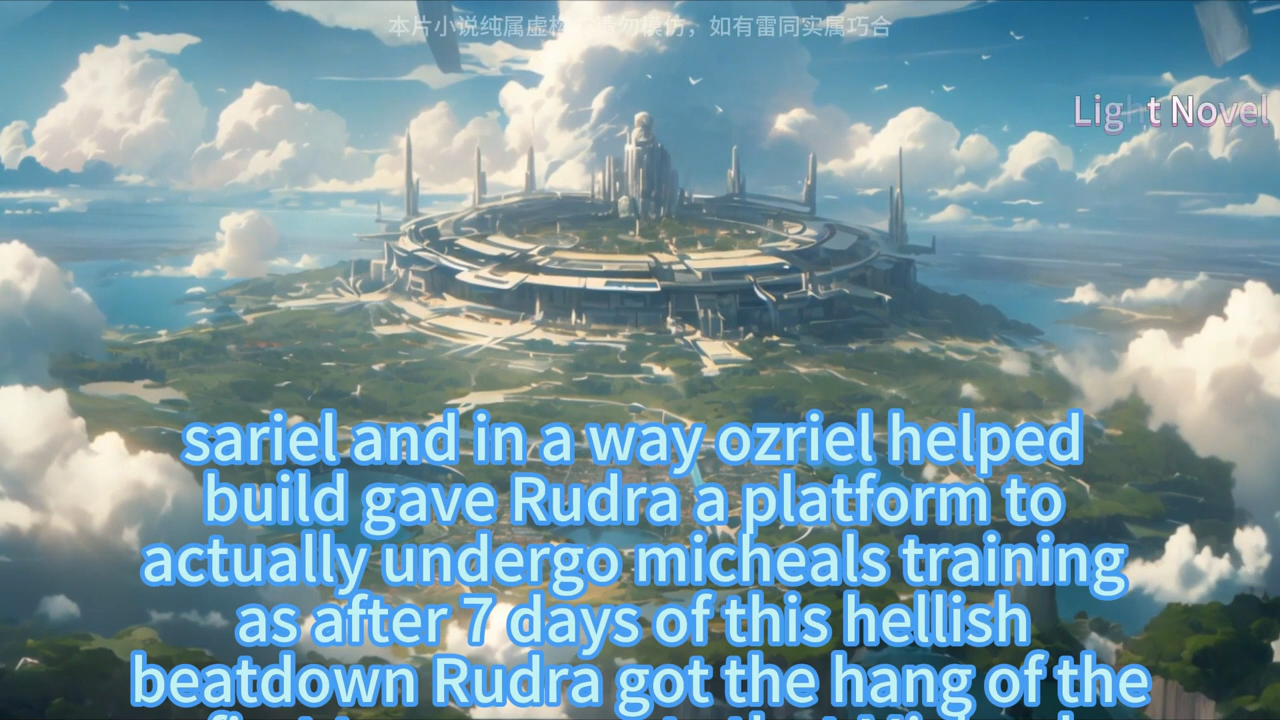 本片小说纯属虚构，请勿模仿，如有雷同实属巧合
Light Novel
sariel and in a way ozriel helped
build gave Rudra a platform to
actually undergo micheals training
as after 7 days of this hellish
beatdown Rudra got the hang of the